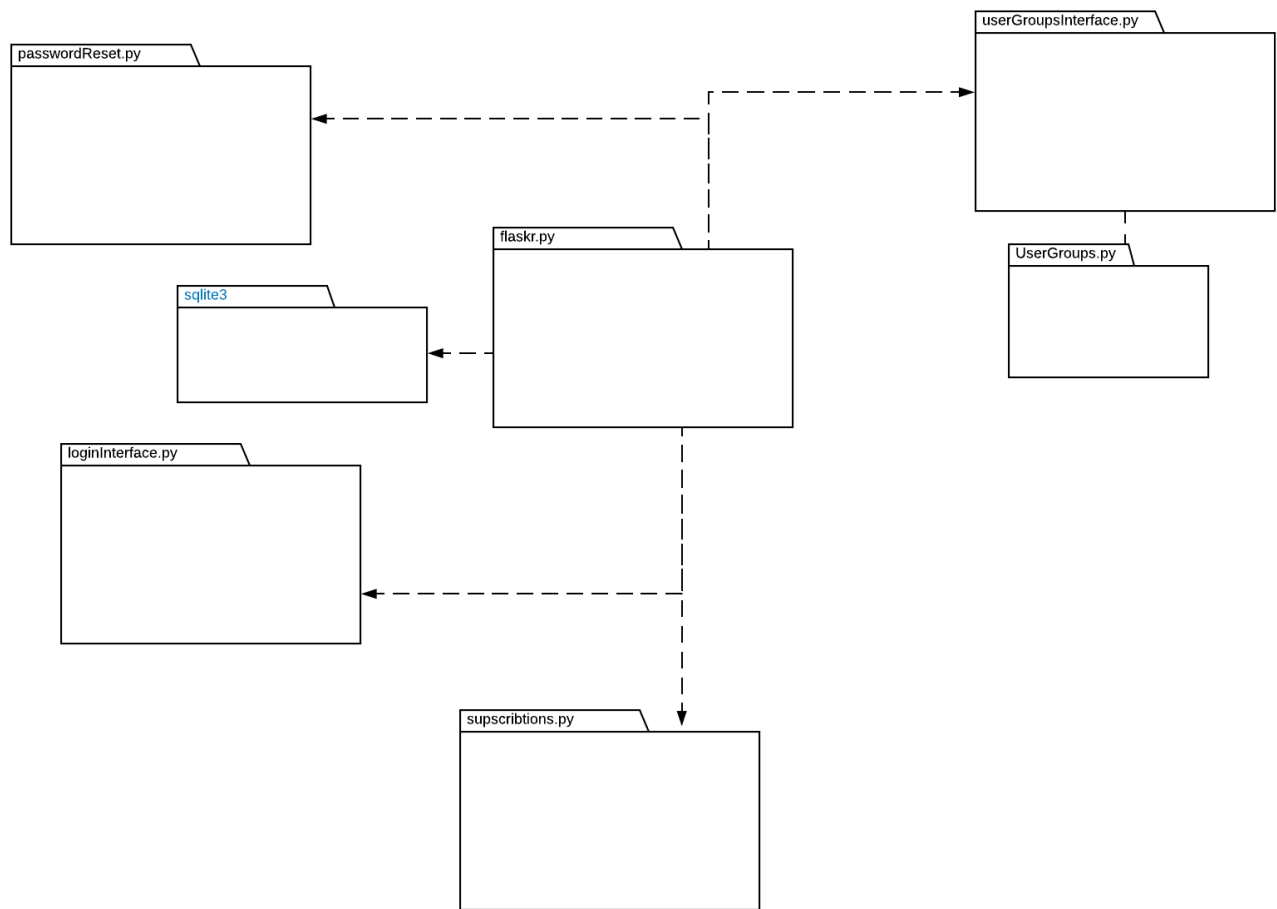 userGroupsInterface.py
passwordReset.py
flaskr.py
UserGroups.py
sqlite3
loginInterface.py
supscribtions.py